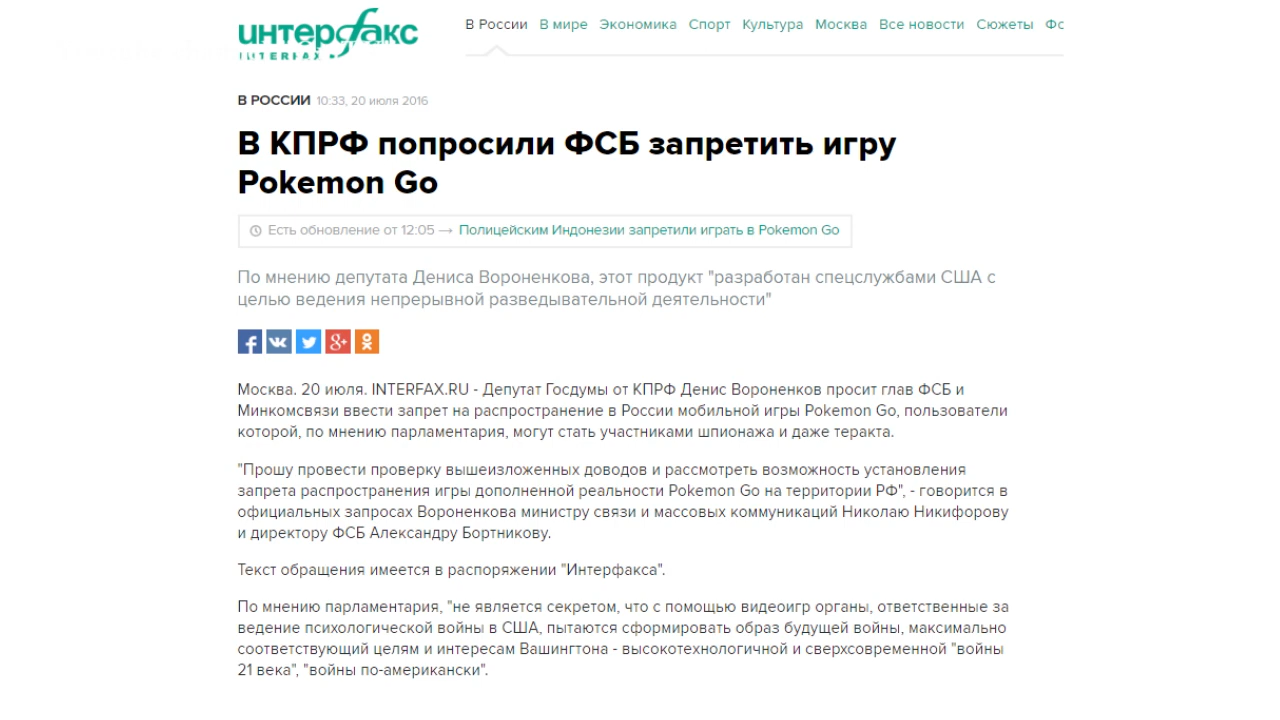 интерфакс
INTERFAX
В России В мире Экономика Спорт Культура Москва Все новости Сюжеты Фо
В РОССИИ 10:33, 20 июля 2016
В КПРФ попросили ФСБ запретить игру
Pokemon Go
Есть обновление от 12:05 → Полицейским Индонезии запретили играть в Pokemon Go
По мнению депутата Дениса Вороненкова, этот продукт "разработан спецслужбами США с
целью ведения непрерывной разведывательной деятельности"
Москва. 20 июля. INTERFAX.RU - Депутат Госдумы от КПРФ Денис Вороненков просит глав ФСБ и
Минкомсвязи ввести запрет на распространение в России мобильной игры Pokemon Go, пользователи
которой, по мнению парламентария, могут стать участниками шпионажа и даже теракта.
"Прошу провести проверку вышеизложенных доводов и рассмотреть возможность установления
запрета распространения игры дополненной реальности Pokemon Go на территории РФ", - говорится в
официальных запросах Вороненкова министру связи и массовых коммуникаций Николаю Никифорову
и директору ФСБ Александру Бортникову.
Текст обращения имеется в распоряжении "Интерфакса".
По мнению парламентария, "не является секретом, что с помощью видеоигр органы, ответственные за
ведение психологической войны в США, пытаются сформировать образ будущей войны, максимально
соответствующий целям и интересам Вашингтона - высокотехнологичной и сверхсовременной "войны
21 века", "войны по-американски".